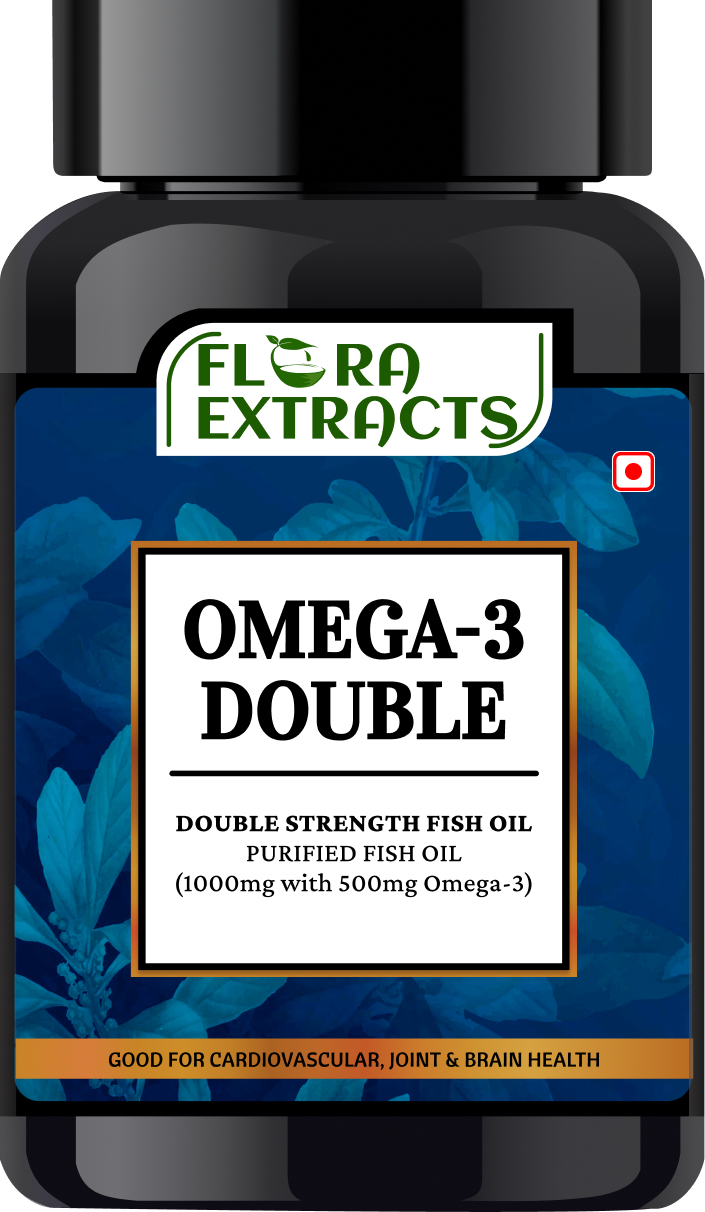 FLORA
EXTRACTS
OMEGA-3
DOUBLE
DOUBLE STRENGTH FISH OIL
PURIFIED FISH OIL
(1000mg with 500mg Omega-3)
GOOD FOR CARDIOVASCULAR, JOINT & BRAIN HEALTH